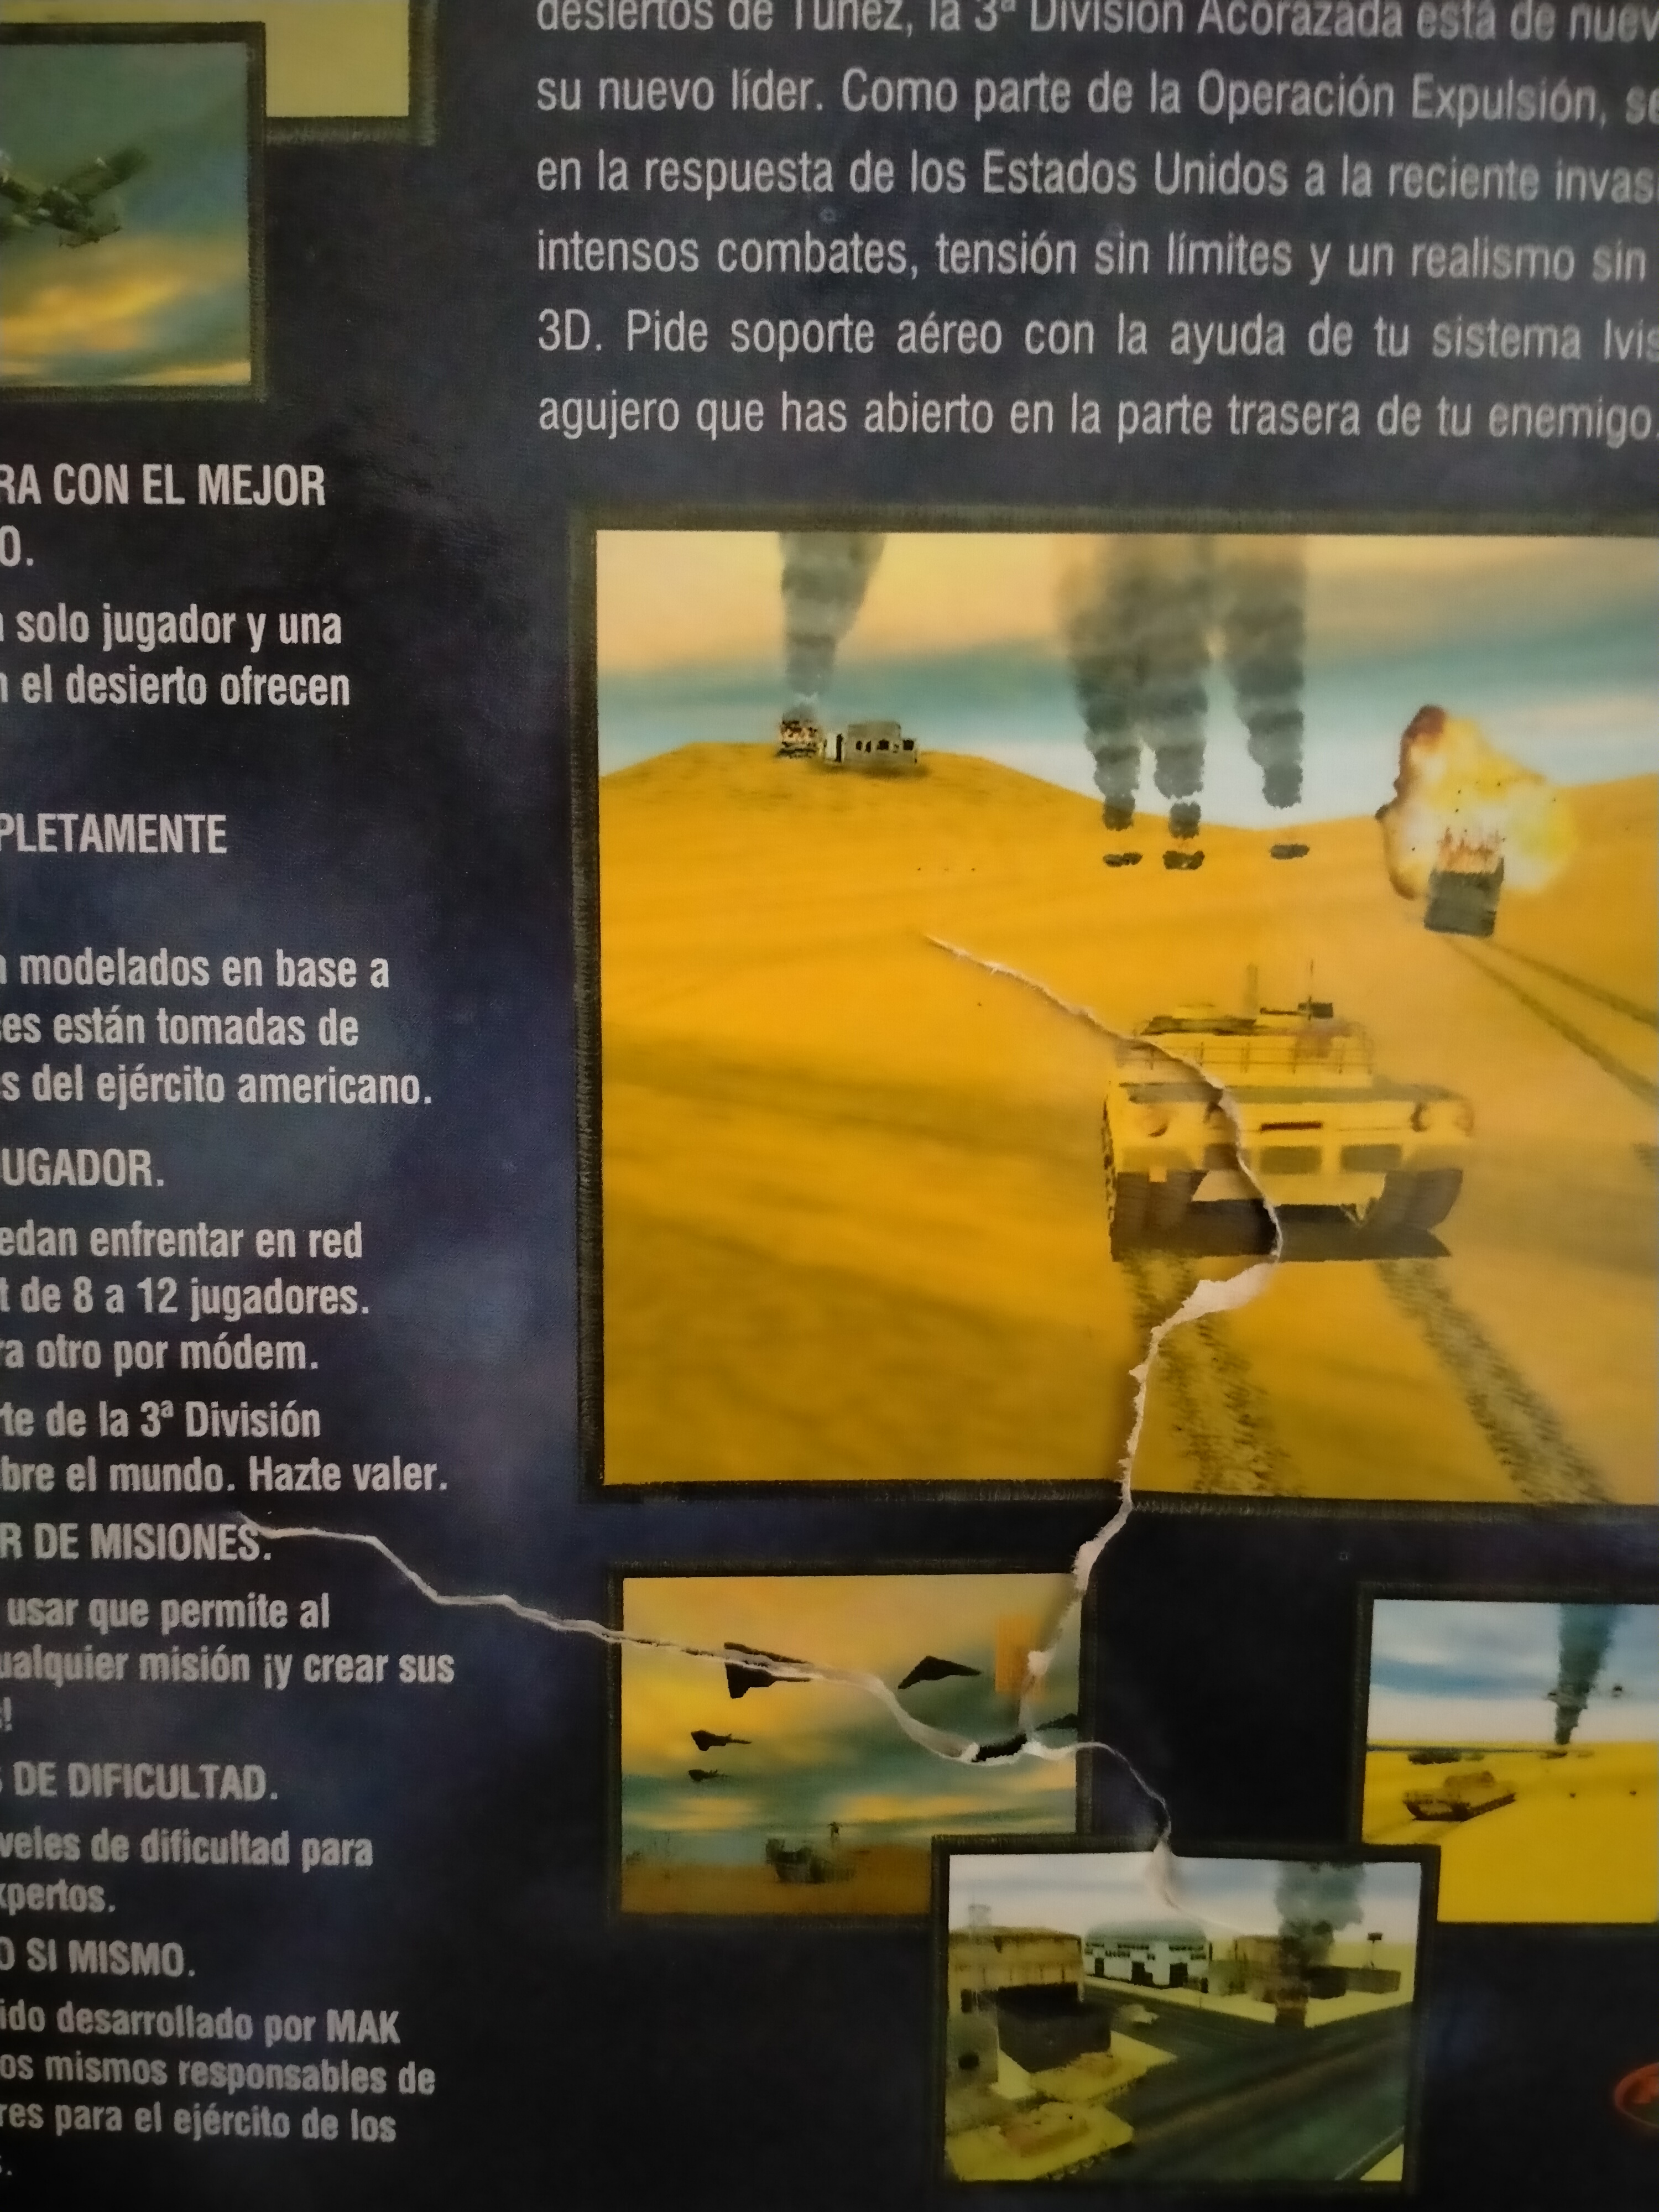 desiertos de Túnez, la 3ª División Acorazada está de
su nuevo líder. Como parte de la Operación Expulsión,
en la respuesta de los Estados Unidos a la reciente
intensos combates, tensión sin límites y un realismo sin
3D. Pide soporte aéreo con la ayuda de tu sistema
agujero que has abierto en la parte trasera de tu enemigo.
RA CON EL MEJOR
O.
solo jugador y una
el desierto ofrecen
PLETAMENTE
modelados en base a
es están tomadas de
s del ejército americano.
UGADOR.
edan enfrentar en red
t de 8 a 12 jugadores.
ra otro por módem.
rte de la 3ª División
bre el mundo. Hazte valer.
R DE MISIONES.
usar que permite al
ualquier misión ¡y crear sus
!
DE DIFICULTAD.
veles de dificultad para
xpertos.
O SI MISMO.
ido desarrollado por MAK
os mismos responsables de
res para el ejército de los